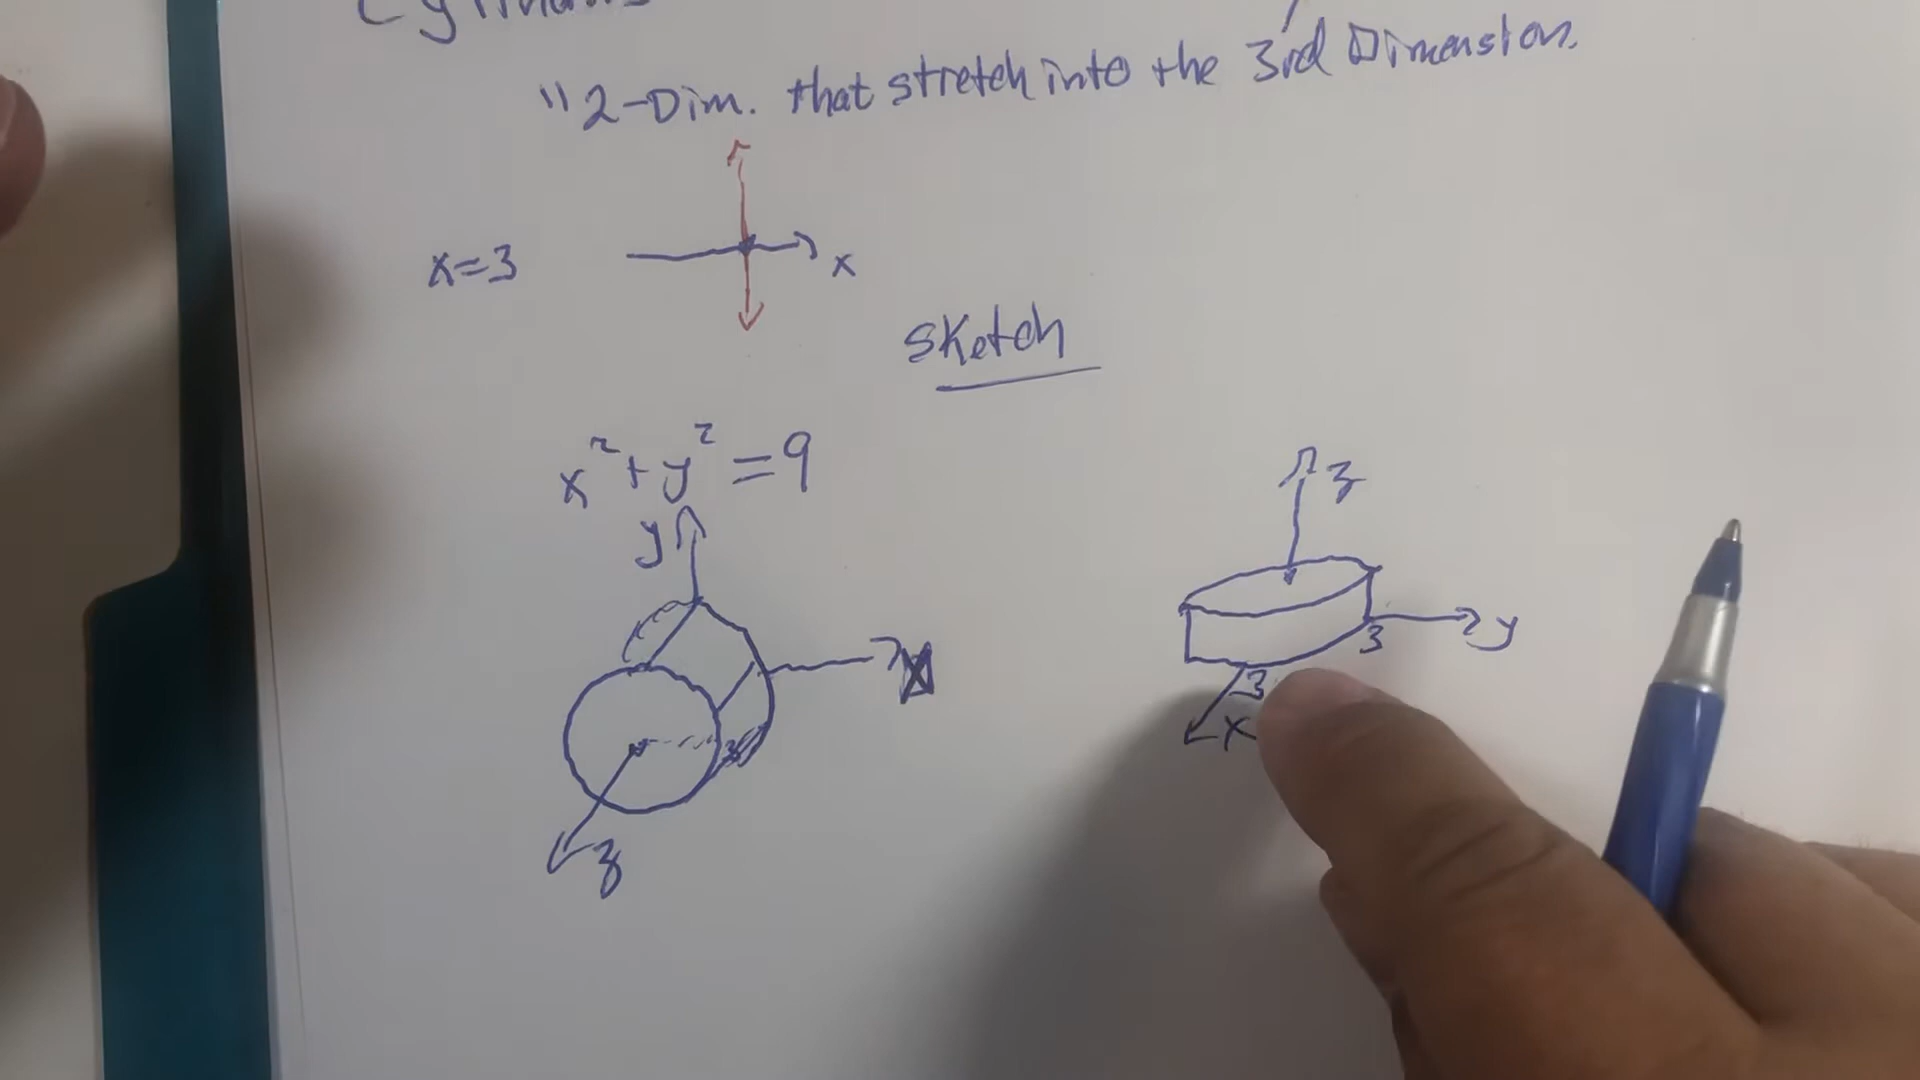 "2-Dim. that stretch into the 3rd Dimension.
x=3
x
Sketch
x²+y²=9
y
x
z
3
z
y
3
3
x